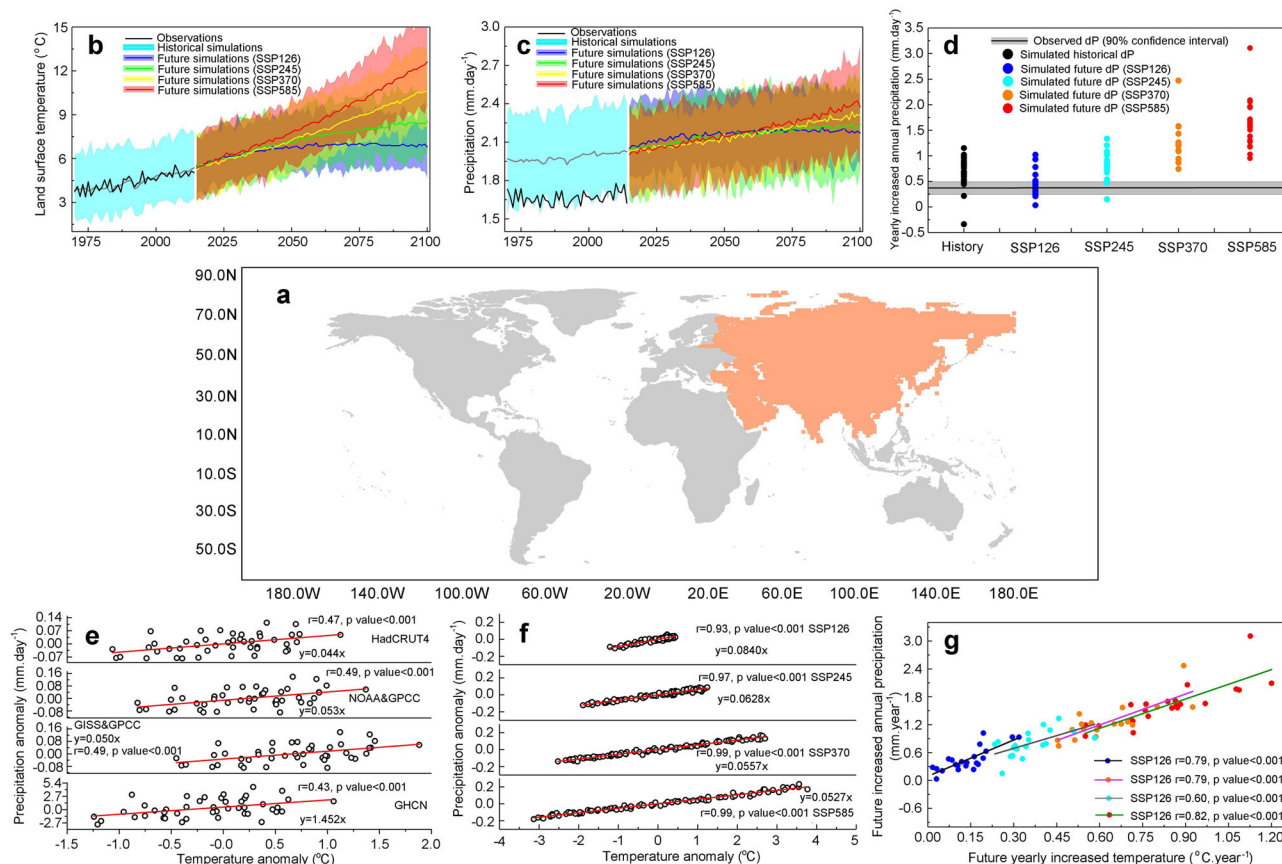 b
Land surface temperature (°C)
15
12
9
6
3
Observations
Historical simulations
Future simulations (SSP126)
Future simulations (SSP245)
Future simulations (SSP370)
Future simulations (SSP585)
1975 2000 2025 2050 2075 2100
c
Precipitation (mm.day-1)
3.0
2.7
2.4
2.1
1.8
1.5
Observations
Historical simulations
Future simulations (SSP126)
Future simulations (SSP245)
Future simulations (SSP370)
Future simulations (SSP585)
1975 2000 2025 2050 2075 2100
d
Yearly increased annual precipitation (mm.day-1)
3.5
3.0
2.5
2.0
1.5
1.0
0.5
0
-0.5
Observed dP (90% confidence interval)
Simulated historical dP
Simulated future dP (SSP126)
Simulated future dP (SSP245)
Simulated future dP (SSP370)
Simulated future dP (SSP585)
History SSP126 SSP245 SSP370 SSP585
a
90.0N
70.0N
50.0N
30.0N
10.0N
10.0S
30.0S
50.0S
180.0W 140.0W 100.0W 60.0W 20.0W 20.0E 60.0E 100.0E 140.0E 180.0E
e
Precipitation anomaly (mm.day-1)
0.14
0.07
0.00
-0.07
r=0.47, p value<0.001
HadCRUT4
y=0.044x
0.16
0.08
0.00
-0.08
r=0.49, p value<0.001
NOAA&GPCC
y=0.053x
0.16
0.08
0.00
-0.08
GISS&GPCC
y=0.050x
r=0.49, p value<0.001
5.4
2.7
0.0
-2.7
r=0.43, p value<0.001
GHCN
y=1.452x
-1.5 -1.0 -0.5 0.0 0.5 1.0 1.5 2.0
Temperature anomaly (ºC)
f
Precipitation anomaly (mm.day-1)
0.2
0.0
-0.2
r=0.93, p value<0.001 SSP126
y=0.0840x
0.2
0.0
-0.2
r=0.97, p value<0.001 SSP245
y=0.0628x
0.2
0.0
-0.2
r=0.99, p value<0.001 SSP370
y=0.0557x
0.2
0.0
-0.2
y=0.0527x
r=0.99, p value<0.001 SSP585
-4 -3 -2 -1 0 1 2 3 4
Temperature anomaly (ºC)
g
Future increased annual precipitation
(mm.year-1)
3.0
2.4
1.8
1.2
0.6
0.0
-0.6
SSP126 r=0.79, p value<0.001
SSP126 r=0.79, p value<0.001
SSP126 r=0.60, p value<0.001
SSP126 r=0.82, p value<0.001
0.00 0.15 0.30 0.45 0.60 0.75 0.90 1.05 1.20
Future yearly increased temperature (°C.year-1)